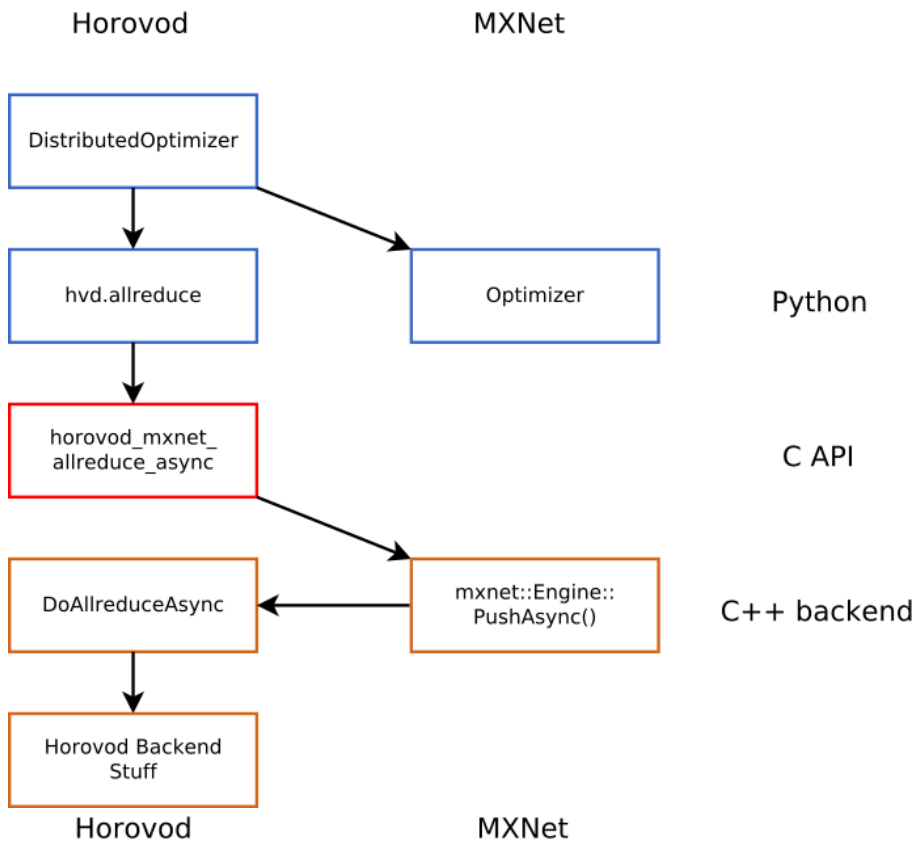 Horovod
MXNet
DistributedOptimizer
hvd.allreduce
Optimizer
Python
horovod_mxnet_
allreduce_async
C API
DoAllreduceAsync
mxnet::Engine::
PushAsync()
C++ backend
Horovod Backend
Stuff
Horovod
MXNet